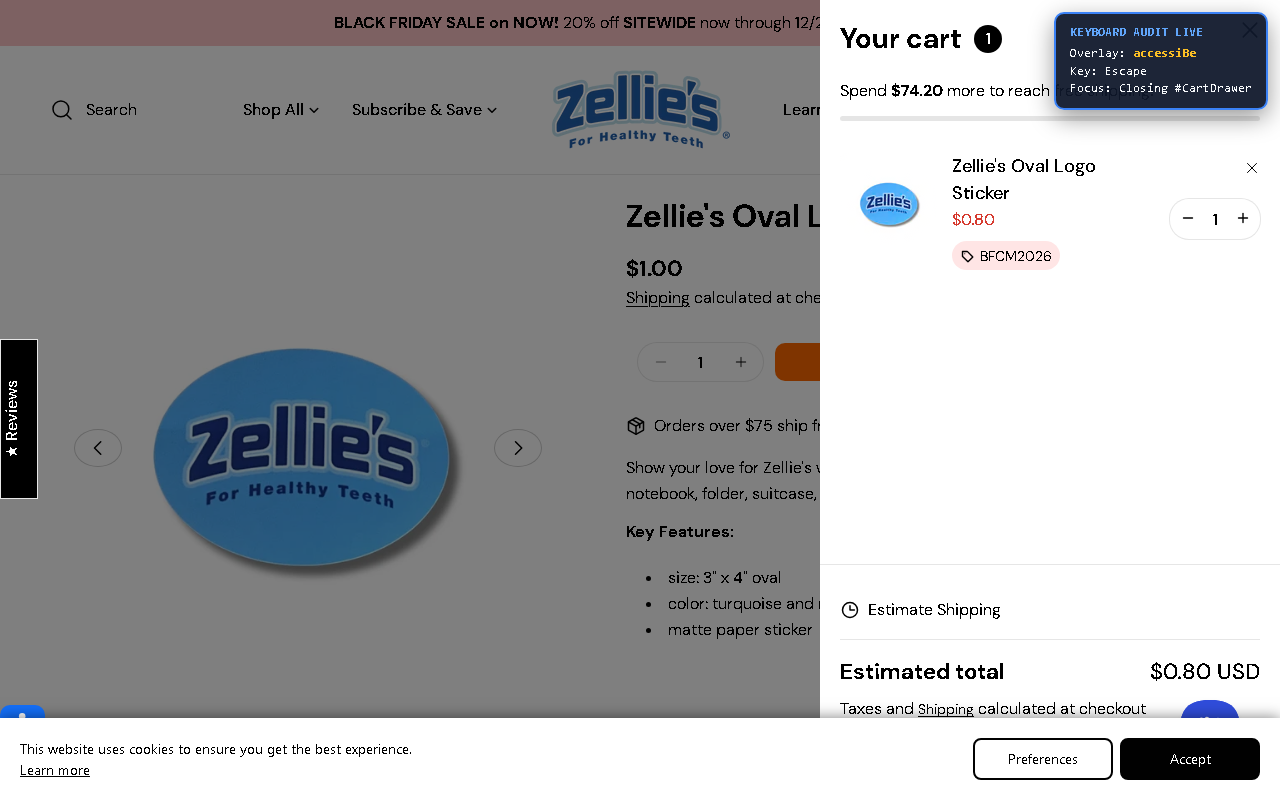 BLACK FRIDAY SALE on NOW! 20% off SITEWIDE now through 12/2
Search
Shop All
Subscribe & Save
Zellie's
For Healthy Teeth
®
Learn
Zellie's Oval L
$1.00
Shipping calculated at che
1
Orders over $75 ship fr
Show your love for Zellie's
notebook, folder, suitcase,
Key Features:
size: 3" x 4" oval
color: turquoise and
matte paper sticker
★ Reviews
Zellie's
For Healthy Teeth
Your cart 1
Spend $74.20 more to reach
KEYBOARD AUDIT LIVE
Overlay: accessiBe
Key: Escape
Focus: Closing #CartDrawer
Zellie's
Zellie's Oval Logo
Sticker
$0.80
BFCM2026
1
Estimate Shipping
Estimated total
$0.80 USD
Taxes and Shipping calculated at checkout
This website uses cookies to ensure you get the best experience.
Learn more
Preferences
Accept